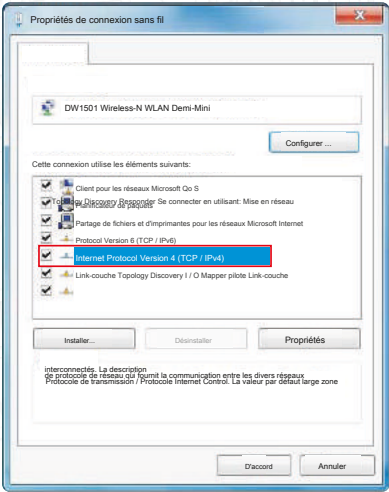 Propriétés de connexion sans fil
DW1501 Wireless-N WLAN Demi-Mini
Configurer ...
Cette connexion utilise les éléments suivants:
Client pour les réseaux Microsoft Qo S
Topology Discovery Responder Se connecter en utilisant: Mise en réseau
Planificateur de paquets
Partage de fichiers et d'imprimantes pour les réseaux Microsoft Internet
Protocol Version 6 (TCP / IPv6)
Internet Protocol Version 4 (TCP / IPv4)
Link-couche Topology Discovery I / O Mapper pilote Link-couche
Installer...
Désinstaller
Propriétés
interconnectés. La description
de protocole de réseau qui fournit la communication entre les divers réseaux
Protocole de transmission / Protocole Internet Control. La valeur par défaut large zone
D'accord
Annuler